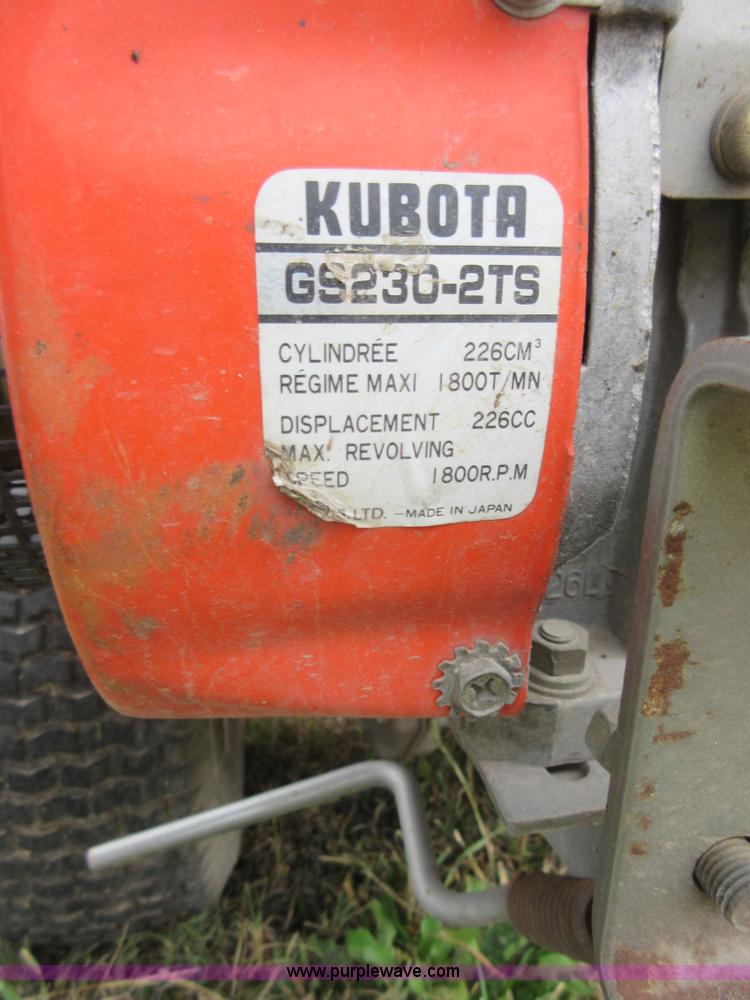 KUBOTA
GS230-2TS
CYLINDRÉE 226CM³
RÉGIME MAXI 1800T/MN
DISPLACEMENT 226CC
MAX. REVOLVING
SPEED 1800R.P.M
LTD. -MADE IN JAPAN
www.purplewave.com